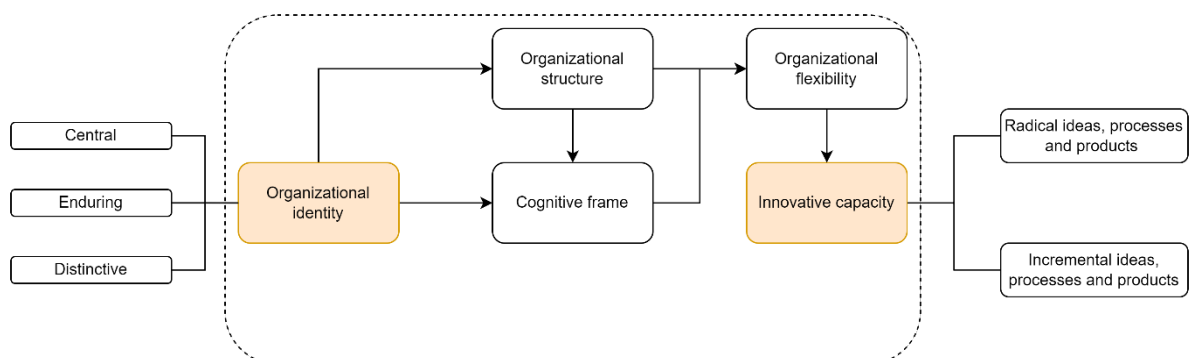 Central
Enduring
Distinctive
Organizational
identity
Organizational
structure
Cognitive frame
Organizational
flexibility
Innovative capacity
Radical ideas, processes
and products
Incremental ideas,
processes and products